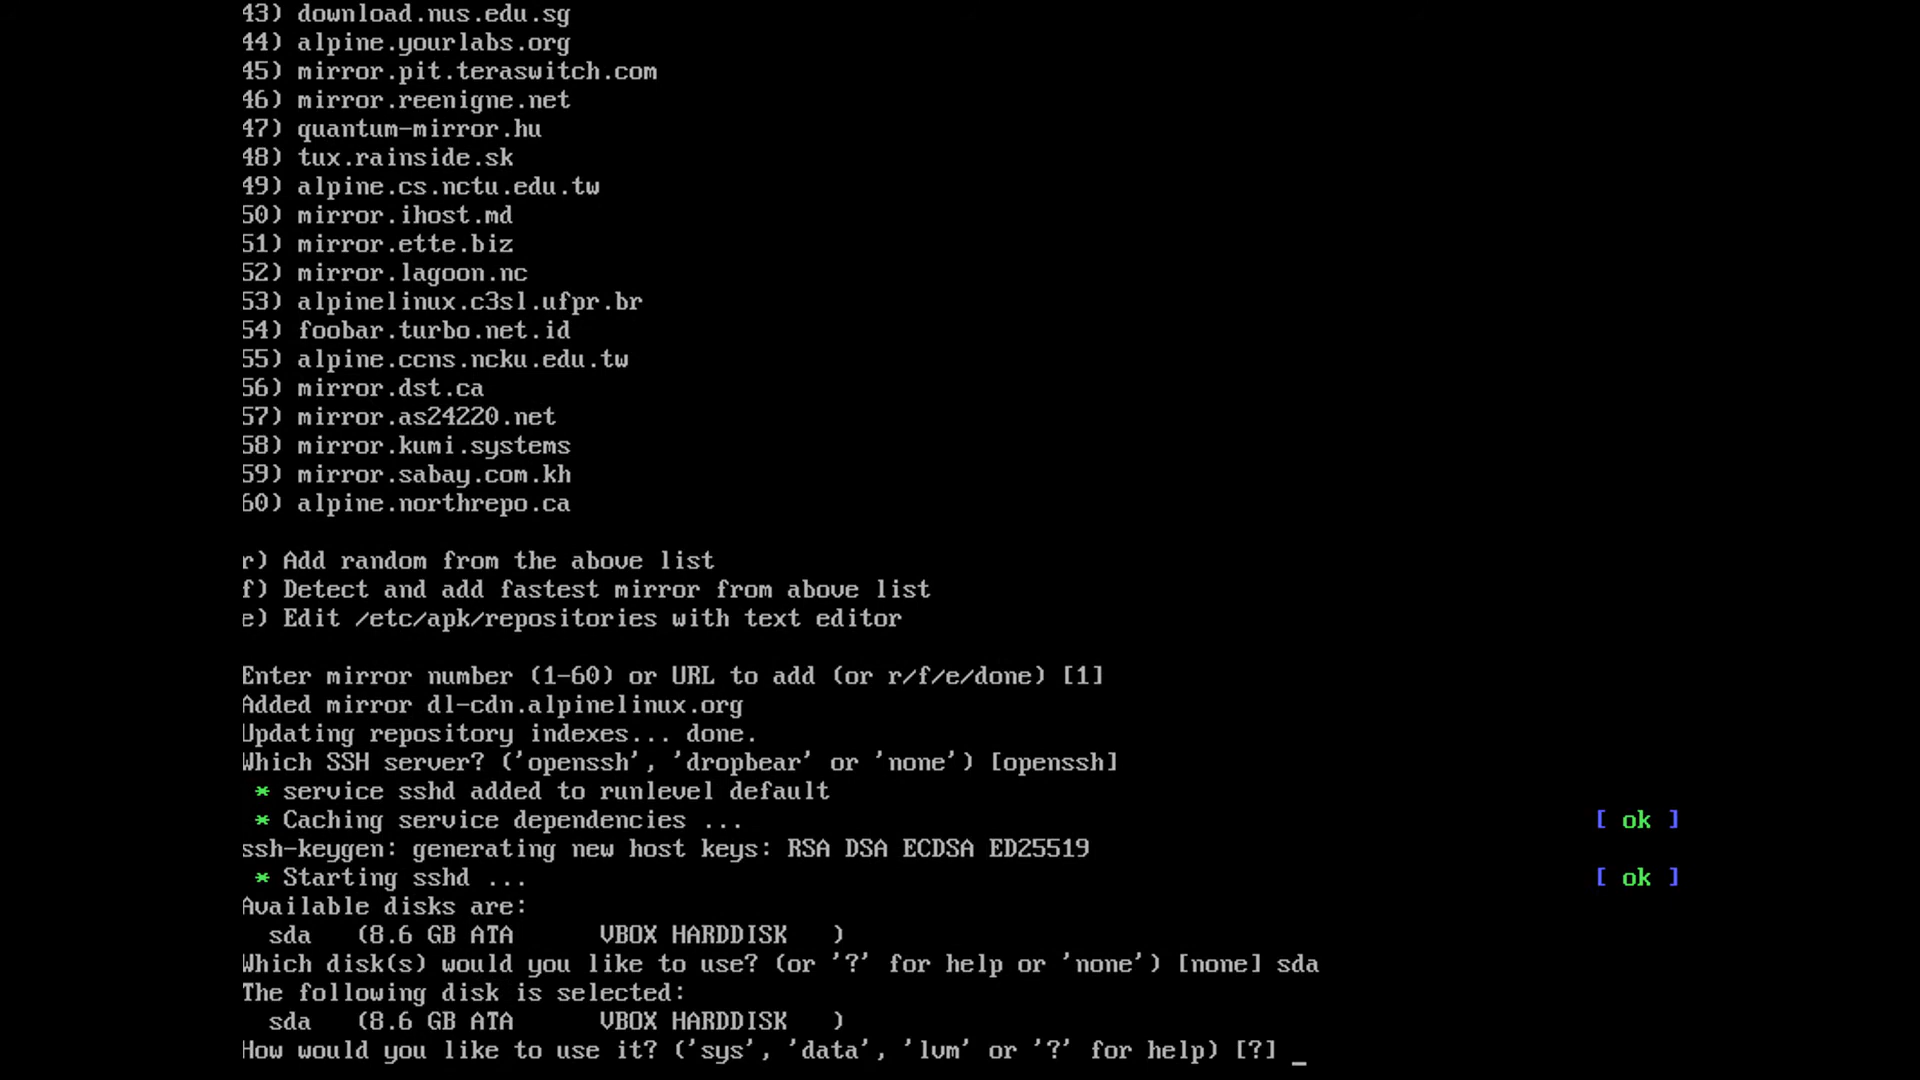 43) download.nus.edu.sg
44) alpine.yourlabs.org
45) mirror.pit.teraswitch.com
46) mirror.reenigne.net
47) quantum-mirror.hu
48) tux.rainside.sk
49) alpine.cs.nctu.edu.tw
50) mirror.ihost.md
51) mirror.ette.biz
52) mirror.lagoon.nc
53) alpinelinux.c3sl.ufpr.br
54) foobar.turbo.net.id
55) alpine.ccns.ncku.edu.tw
56) mirror.dst.ca
57) mirror.as24220.net
58) mirror.kumi.systems
59) mirror.sabay.com.kh
60) alpine.northrepo.ca
r) Add random from the above list
f) Detect and add fastest mirror from above list
e) Edit /etc/apk/repositories with text editor
Enter mirror number (1-60) or URL to add (or r/f/e/done) [1]
Added mirror dl-cdn.alpinelinux.org
Updating repository indexes... done.
Which SSH server? ('openssh', 'dropbear' or 'none') [openssh]
* service sshd added to runlevel default
* Caching service dependencies ... [ ok ]
ssh-keygen: generating new host keys: RSA DSA ECDSA ED25519
* Starting sshd ... [ ok ]
Available disks are:
sda (8.6 GB ATA VBOX HARDDISK )
Which disk(s) would you like to use? (or '?' for help or 'none') [none] sda
The following disk is selected:
sda (8.6 GB ATA VBOX HARDDISK )
How would you like to use it? ('sys', 'data', 'lvm' or '?' for help) [?] _